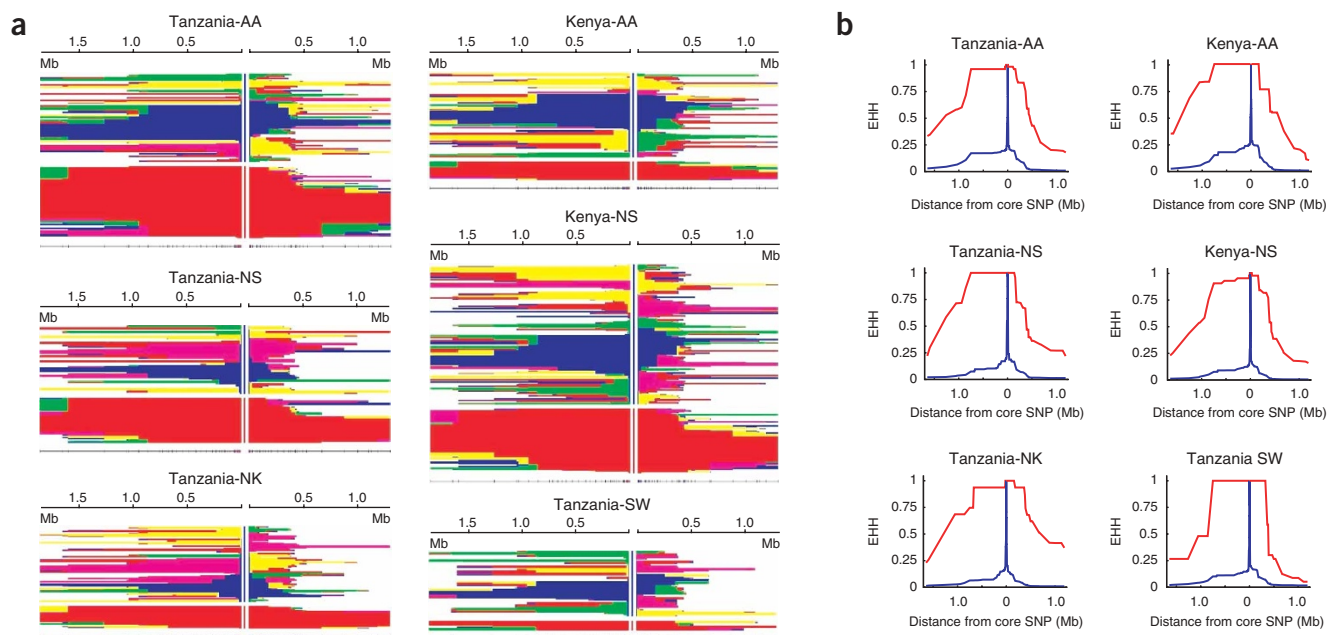 a
Tanzania-AA
1.5 1.0 0.5 0.5 1.0
Mb Mb
Kenya-AA
1.5 1.0 0.5 0.5 1.0
Mb Mb
Tanzania-NS
1.5 1.0 0.5 0.5 1.0
Mb Mb
Kenya-NS
1.5 1.0 0.5 0.5 1.0
Mb Mb
Tanzania-NK
1.5 1.0 0.5 0.5 1.0
Mb Mb
Tanzania-SW
1.5 1.0 0.5 0.5 1.0
Mb Mb
b
Tanzania-AA
1
0.75
0.5
0.25
0
EHH
1.0 0 1.0
Distance from core SNP (Mb)
Kenya-AA
1
0.75
0.5
0.25
0
EHH
1.0 0 1.0
Distance from core SNP (Mb)
Tanzania-NS
1
0.75
0.5
0.25
EHH
1.0 0 1.0
Distance from core SNP (Mb)
Kenya-NS
1
0.75
0.5
0.25
EHH
1.0 0 1.0
Distance from core SNP (Mb)
Tanzania-NK
1
0.75
0.5
0.25
0
EHH
1.0 0 1.0
Distance from core SNP (Mb)
Tanzania SW
1
0.75
0.5
0.25
0
EHH
1.0 0 1.0
Distance from core SNP (Mb)